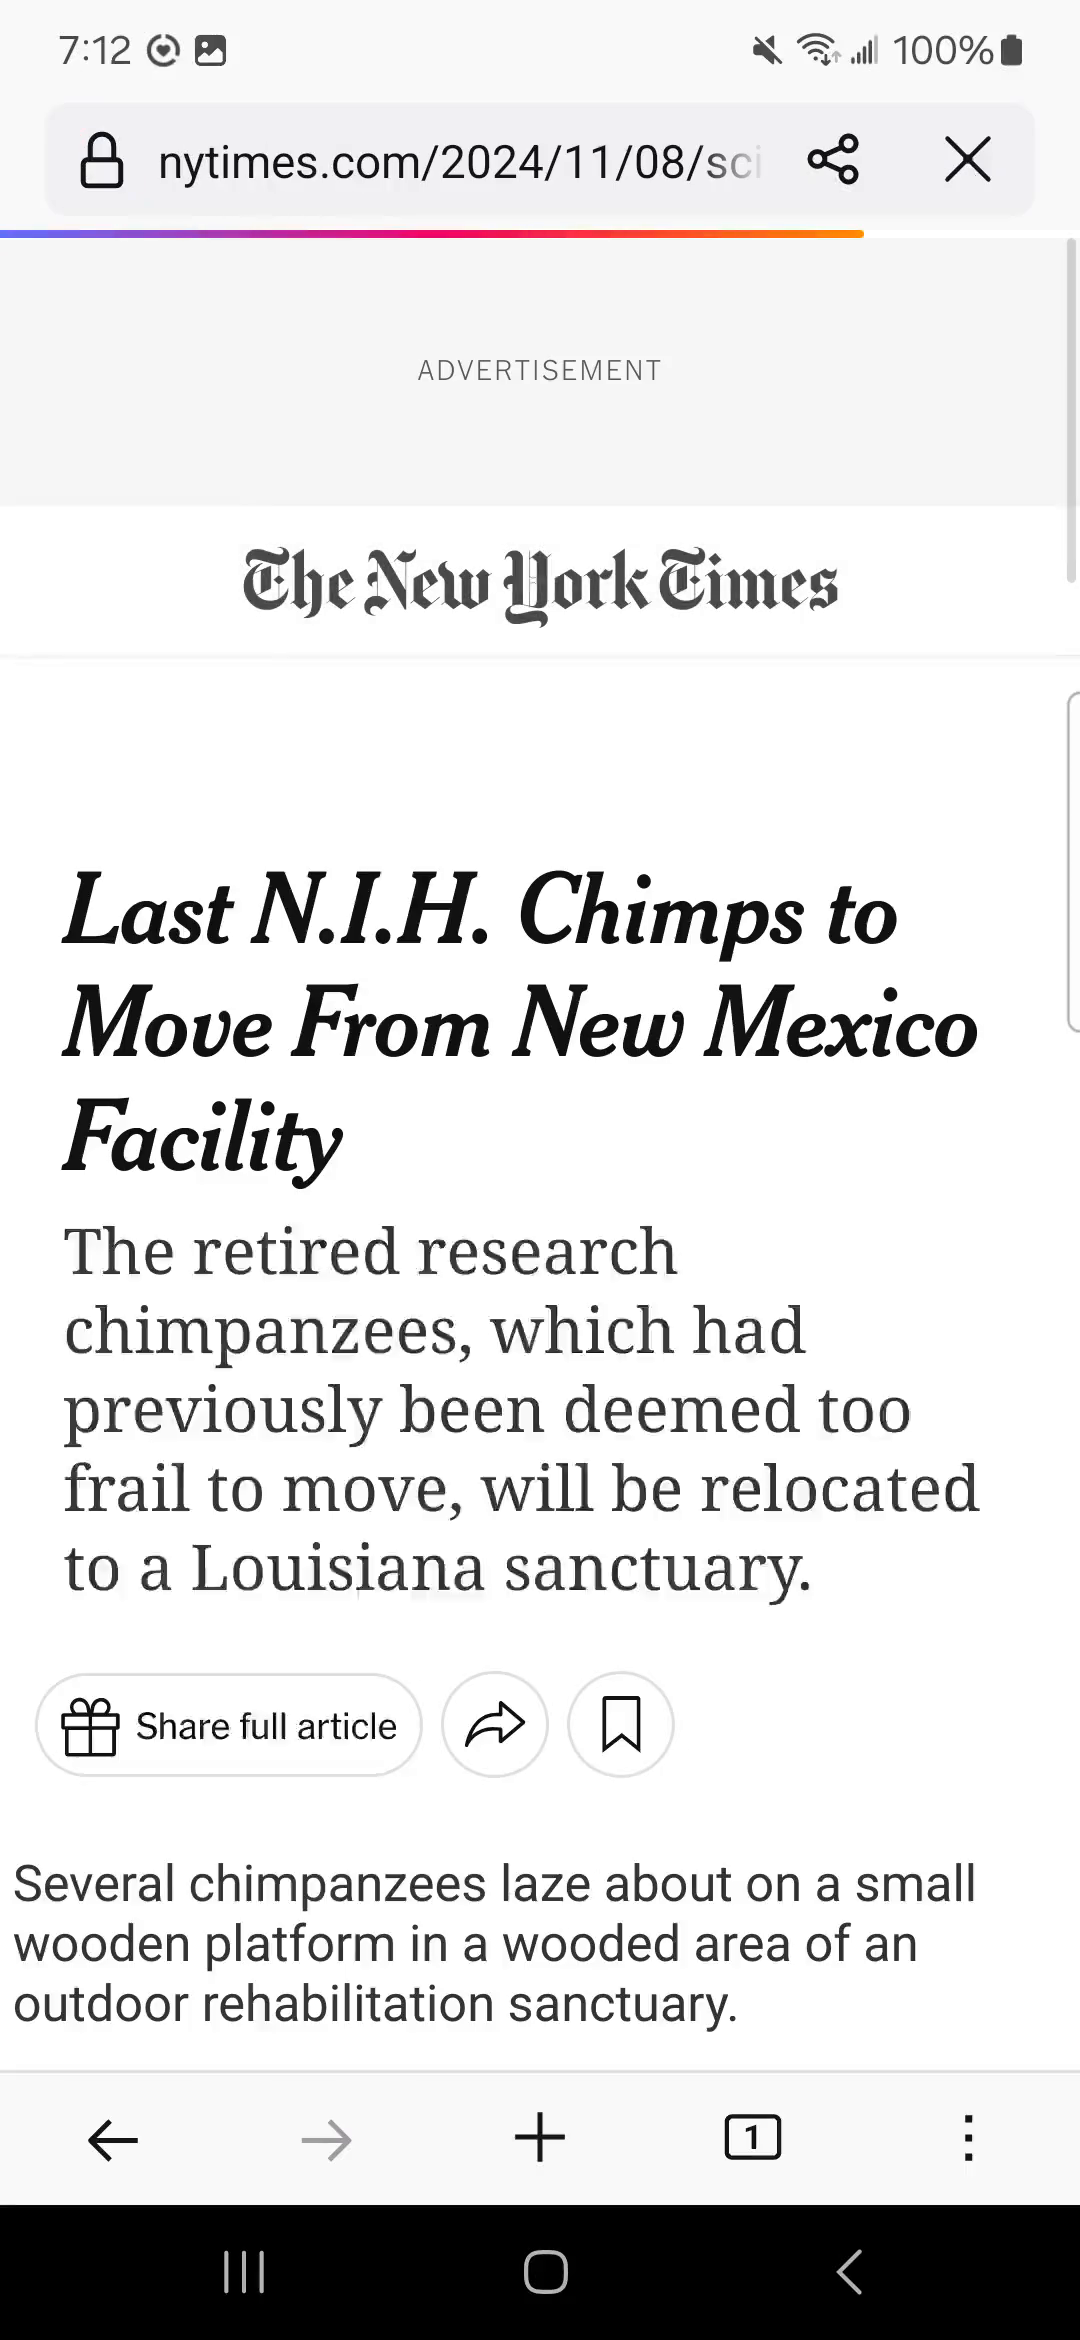 7:12
100%
nytimes.com/2024/11/08/sci
ADVERTISEMENT
The New York Times
Last N.I.H. Chimps to
Move From New Mexico
Facility
The retired research
chimpanzees, which had
previously been deemed too
frail to move, will be relocated
to a Louisiana sanctuary.
Share full article
Several chimpanzees laze about on a small
wooden platform in a wooded area of an
outdoor rehabilitation sanctuary.
1